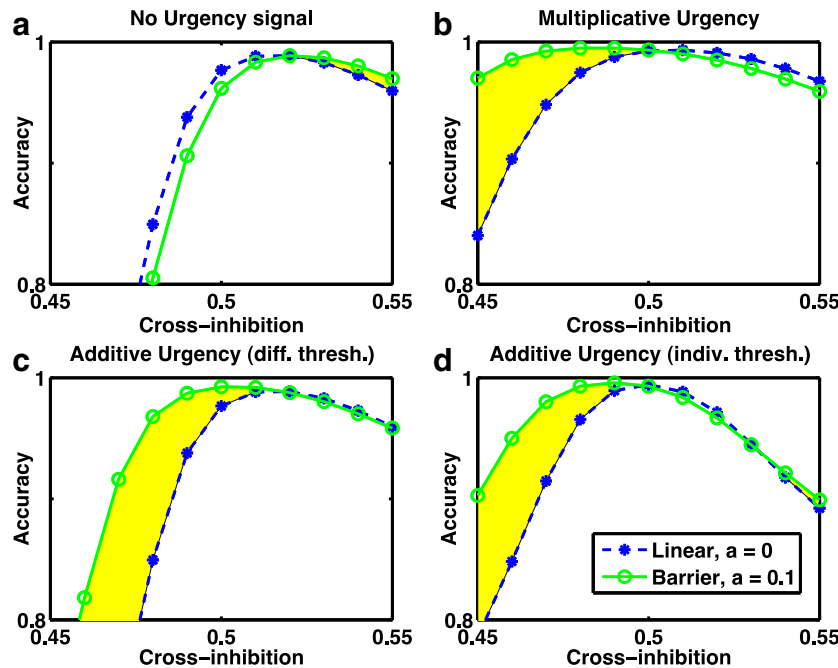 a
No Urgency signal
1
0.8
Accuracy
0.45
0.5
0.55
Cross−inhibition
b
Multiplicative Urgency
1
0.8
Accuracy
0.45
0.5
0.55
Cross−inhibition
c
Additive Urgency (diff. thresh.)
1
0.8
Accuracy
0.45
0.5
0.55
Cross−inhibition
d
Additive Urgency (indiv. thresh.)
1
0.8
Accuracy
0.45
0.5
0.55
Cross−inhibition
Linear, a = 0
Barrier, a = 0.1